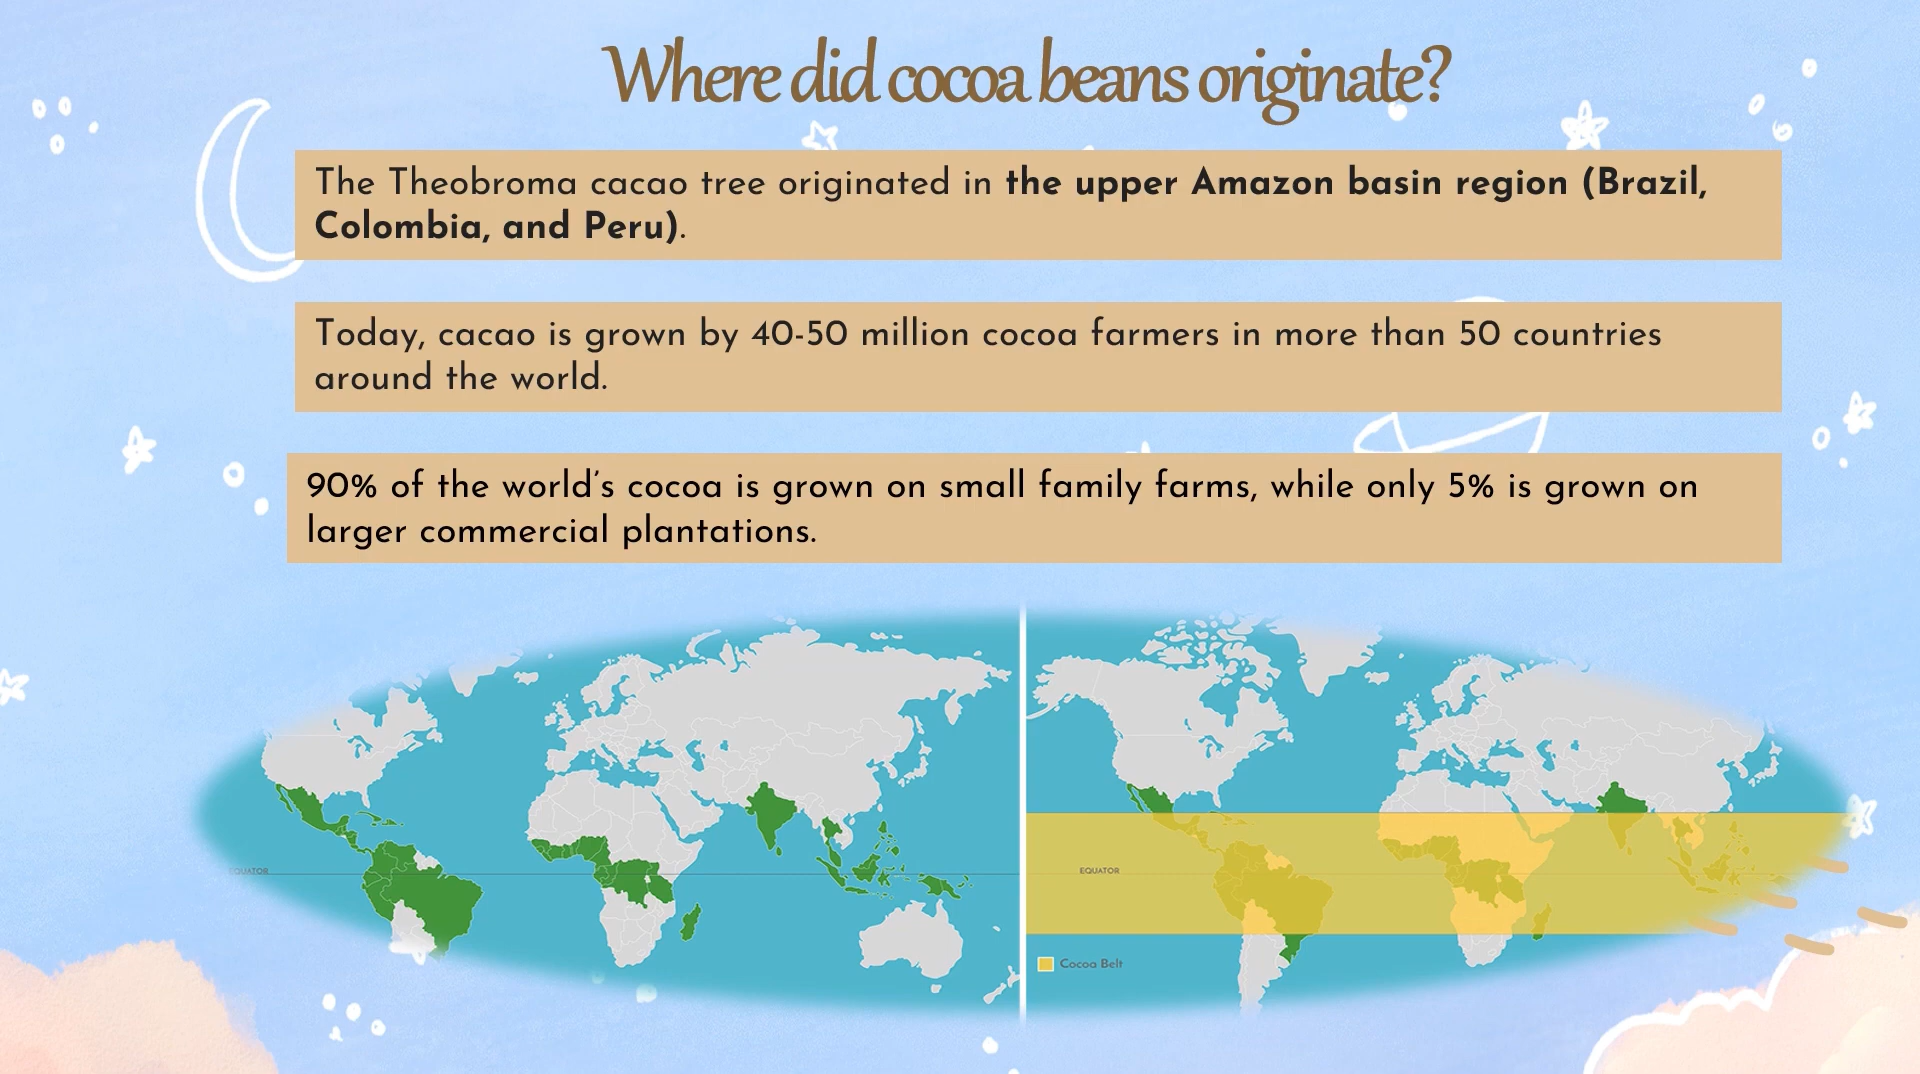 Where did cocoa beans originate?
The Theobroma cacao tree originated in the upper Amazon basin region (Brazil,
Colombia, and Peru).
Today, cacao is grown by 40-50 million cocoa farmers in more than 50 countries
around the world.
90% of the world's cocoa is grown on small family farms, while only 5% is grown on
larger commercial plantations.
EQUATOR
EQUATOR
Cocoa Belt